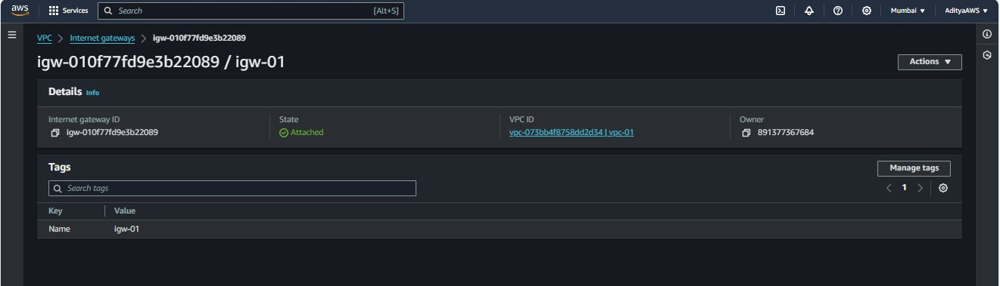 aws Services Search [Alt+S] Mumbai ▼ AdityaAWS ▼
VPC > Internet gateways > igw-010f77fd9e3b22089
igw-010f77fd9e3b22089 / igw-01
Actions ▼
Details Info
Internet gateway ID State VPC ID Owner
igw-010f77fd9e3b22089 Attached vpc-073bb4f8758dd2d34 | vpc-01 891377367684
Tags
Manage tags
Search tags
1
Key Value
Name igw-01